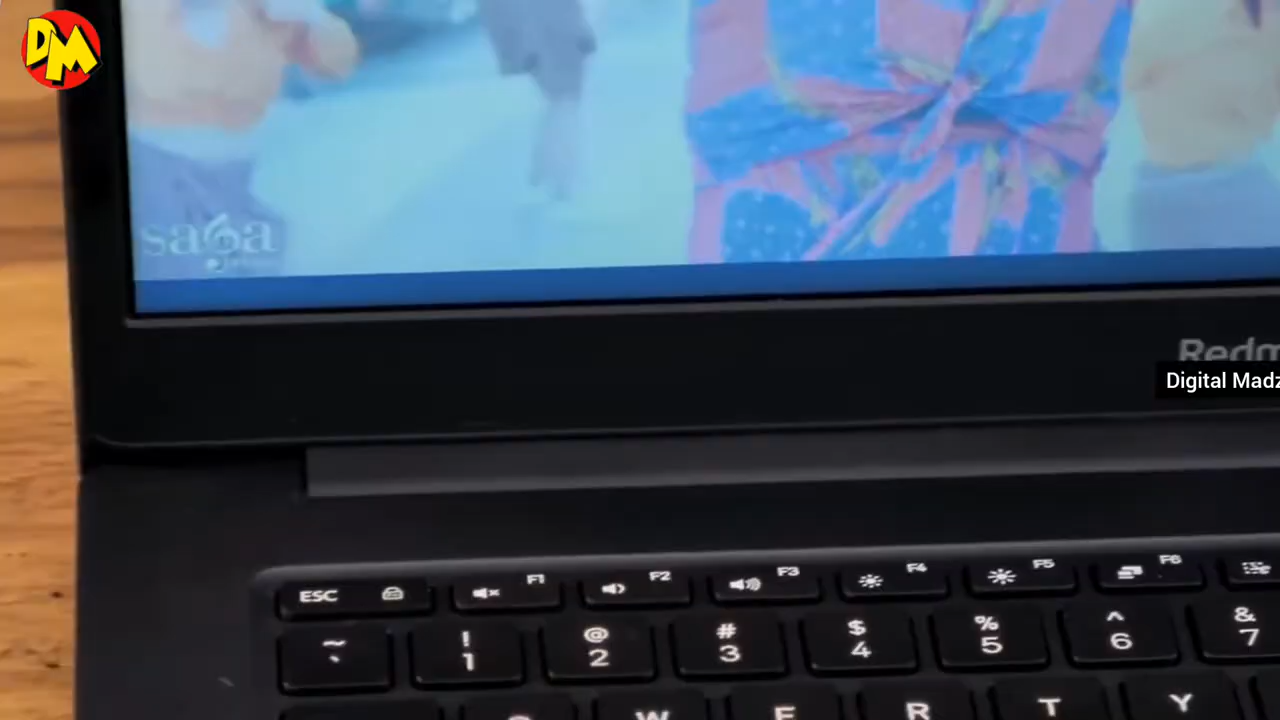 DM
saga
Redm
Digital Madz
ESC F1 F2 F3 F4 F5 F6
~ ! @ # $ % ^ &
` 1 2 3 4 5 6 7
W E R T Y